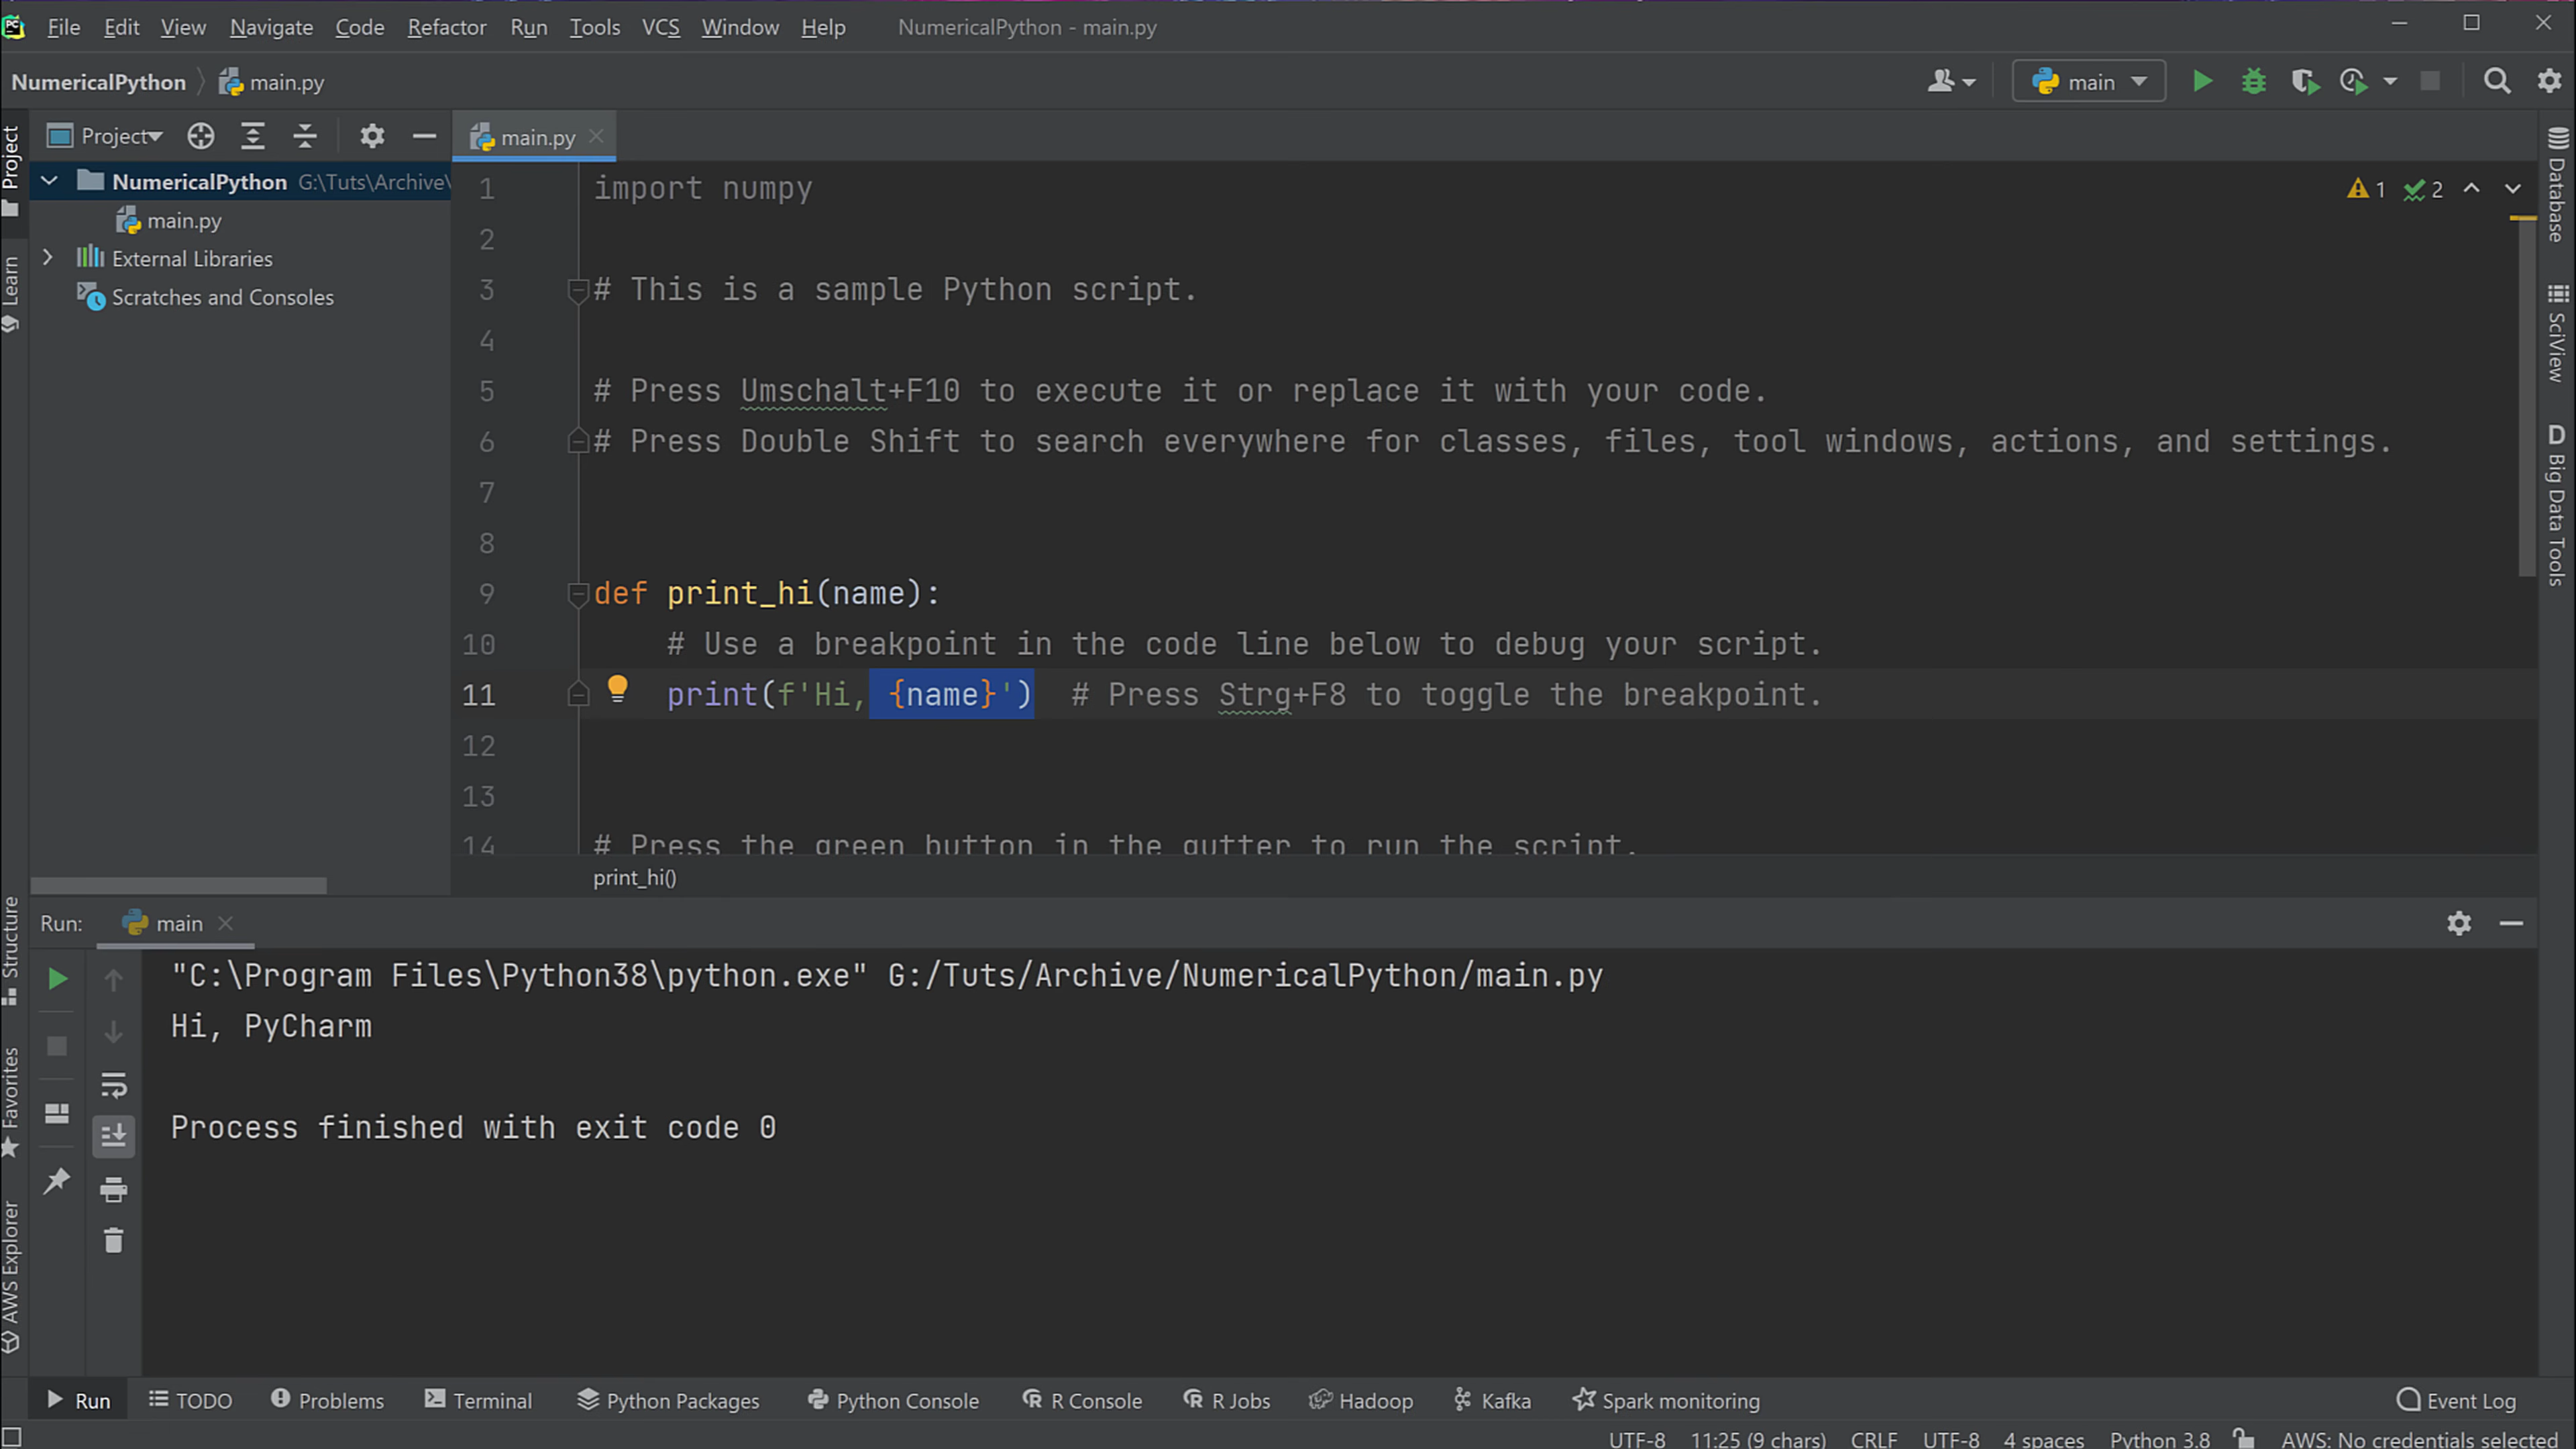 PC File Edit View Navigate Code Refactor Run Tools VCS Window Help NumericalPython - main.py
NumericalPython main.py main
Project main.py
NumericalPython G:\Tuts\Archive\
main.py
External Libraries
Scratches and Consoles
Project
Learn
Structure
Favorites
AWS Explorer
1 import numpy
2
3 # This is a sample Python script.
4
5 # Press Umschalt+F10 to execute it or replace it with your code.
6 # Press Double Shift to search everywhere for classes, files, tool windows, actions, and settings.
7
8
9 def print_hi(name):
10 # Use a breakpoint in the code line below to debug your script.
11 print(f'Hi, {name}') # Press Strg+F8 to toggle the breakpoint.
12
13
14 # Press the green button in the gutter to run the script.
1 2
print_hi()
Database
SciView
D Big Data Tools
Run: main
"C:\Program Files\Python38\python.exe" G:/Tuts/Archive/NumericalPython/main.py
Hi, PyCharm
Process finished with exit code 0
Run TODO Problems Terminal Python Packages Python Console R Console R Jobs Hadoop Kafka Spark monitoring Event Log
UTF-8 11:25 (9 chars) CRLF UTF-8 4 spaces Python 3.8 AWS: No credentials selected